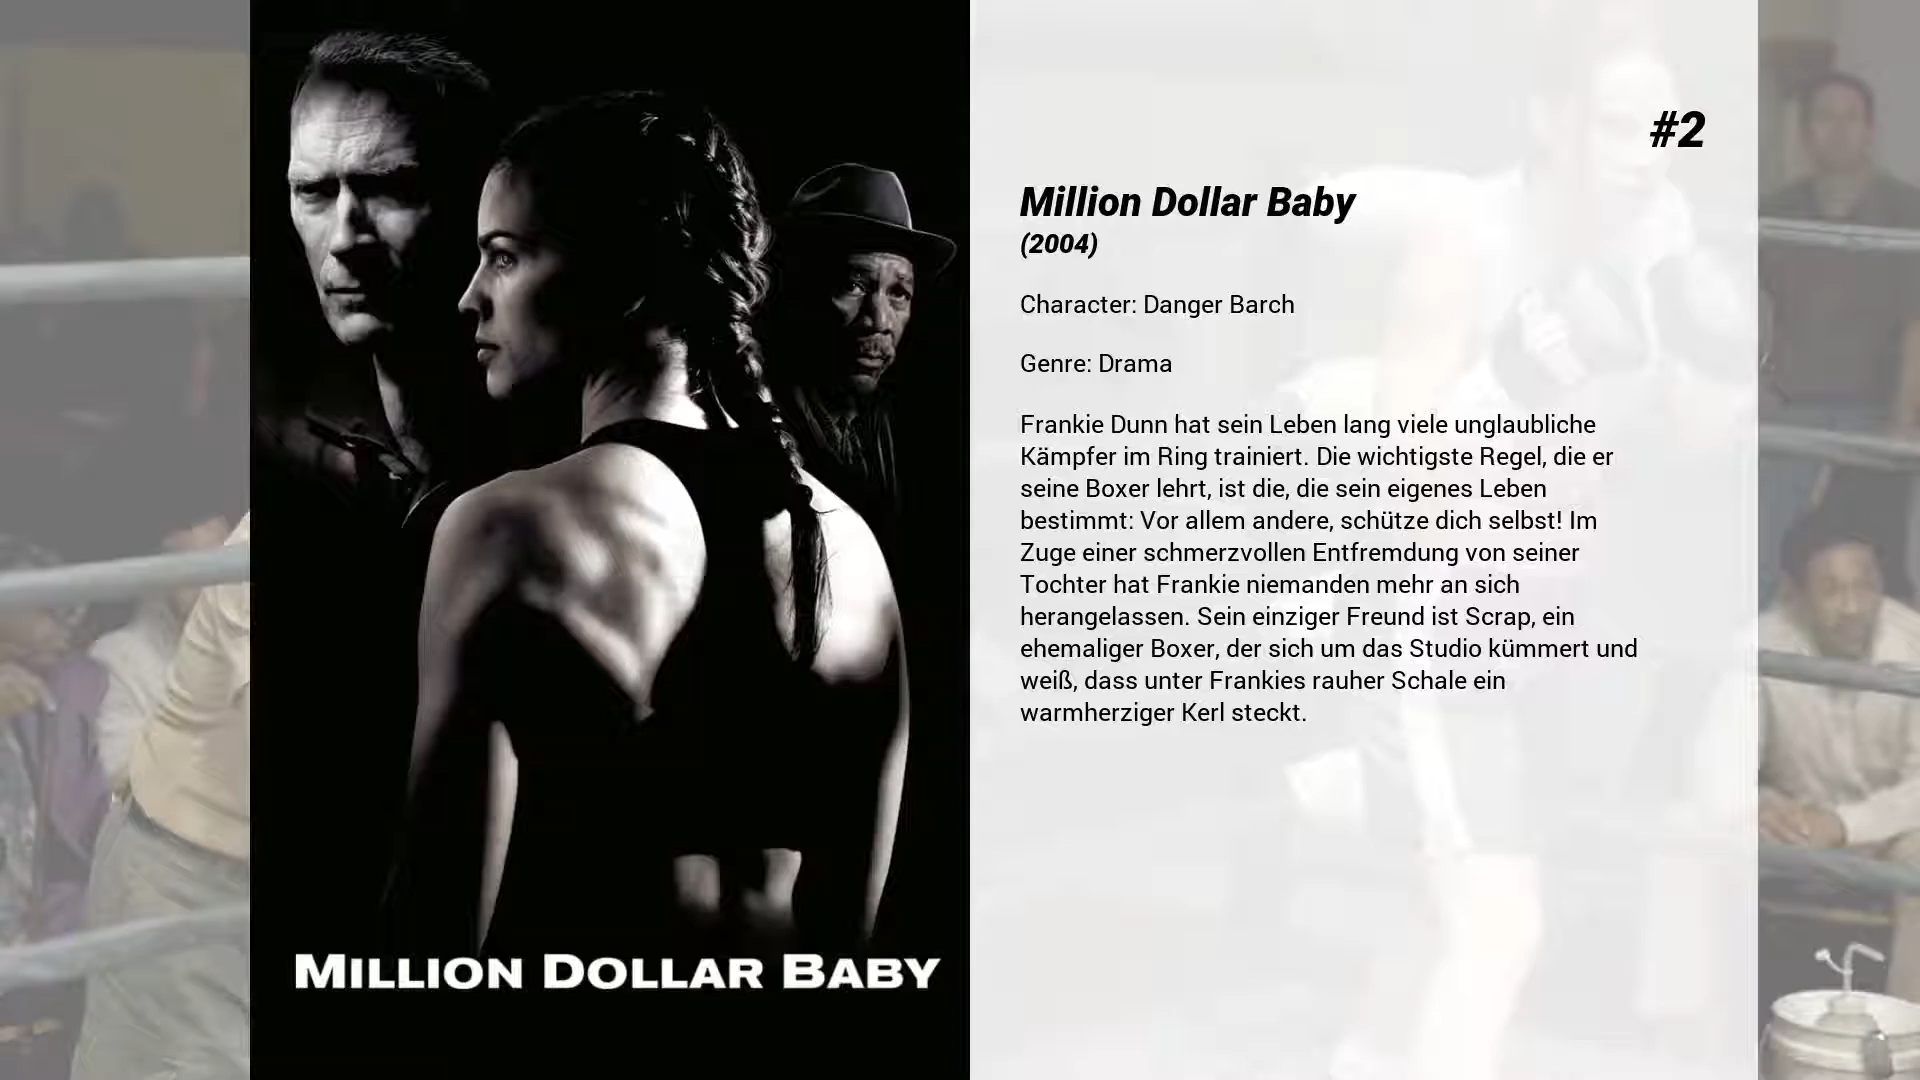 #2
Million Dollar Baby
(2004)
Character: Danger Barch
Genre: Drama
Frankie Dunn hat sein Leben lang viele unglaubliche
Kämpfer im Ring trainiert. Die wichtigste Regel, die er
seine Boxer lehrt, ist die, die sein eigenes Leben
bestimmt: Vor allem andere, schütze dich selbst! Im
Zuge einer schmerzvollen Entfremdung von seiner
Tochter hat Frankie niemanden mehr an sich
herangelassen. Sein einziger Freund ist Scrap, ein
ehemaliger Boxer, der sich um das Studio kümmert und
weiß, dass unter Frankies rauher Schale ein
warmherziger Kerl steckt.
MILLION DOLLAR BABY